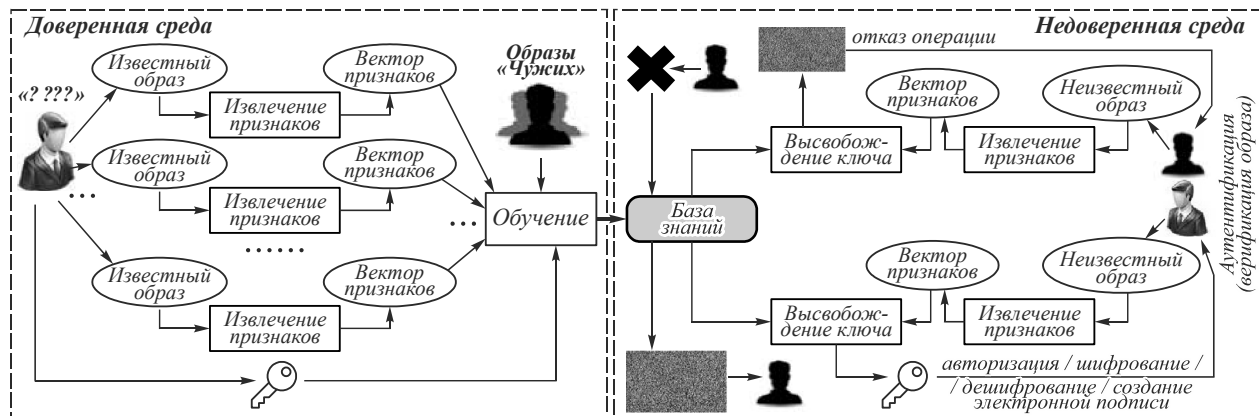 Доверенная среда
«? ???»
Известный
образ
Извлечение
признаков
Вектор
признаков
Образы
«Чужих»
...
Известный
образ
Извлечение
признаков
Вектор
признаков
...
Обучение
......
Известный
образ
Извлечение
признаков
Вектор
признаков
Недоверенная среда
отказ операции
Вектор
признаков
Неизвестный
образ
Высвобож-
дение ключа
Извлечение
признаков
База
знаний
Аутентификация
(верификация образа)
Вектор
признаков
Неизвестный
образ
Высвобож-
дение ключа
Извлечение
признаков
авторизация / шифрование /
/ дешифрование / создание
электронной подписи